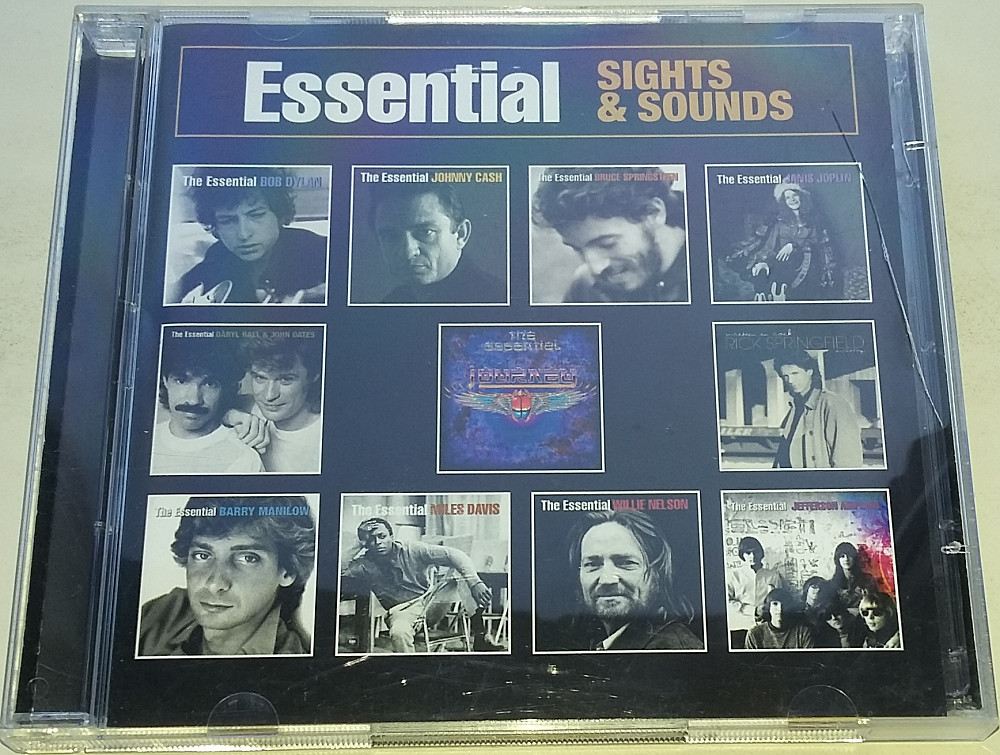 Essential
SIGHTS
& SOUNDS
The Essential BOB DYLAN
The Essential JOHNNY CASH
The Essential BRUCE SPRINGSTEEN
The Essential JANIS JOPLIN
The Essential DARYL HALL & JOHN OATES
THE
ESSENTIAL
JOURNEY
RICK SPRINGFIELD
The Essential BARRY MANILOW
The Essential MILES DAVIS
The Essential WILLIE NELSON
The Essential JEFFERSON AIRPLANE